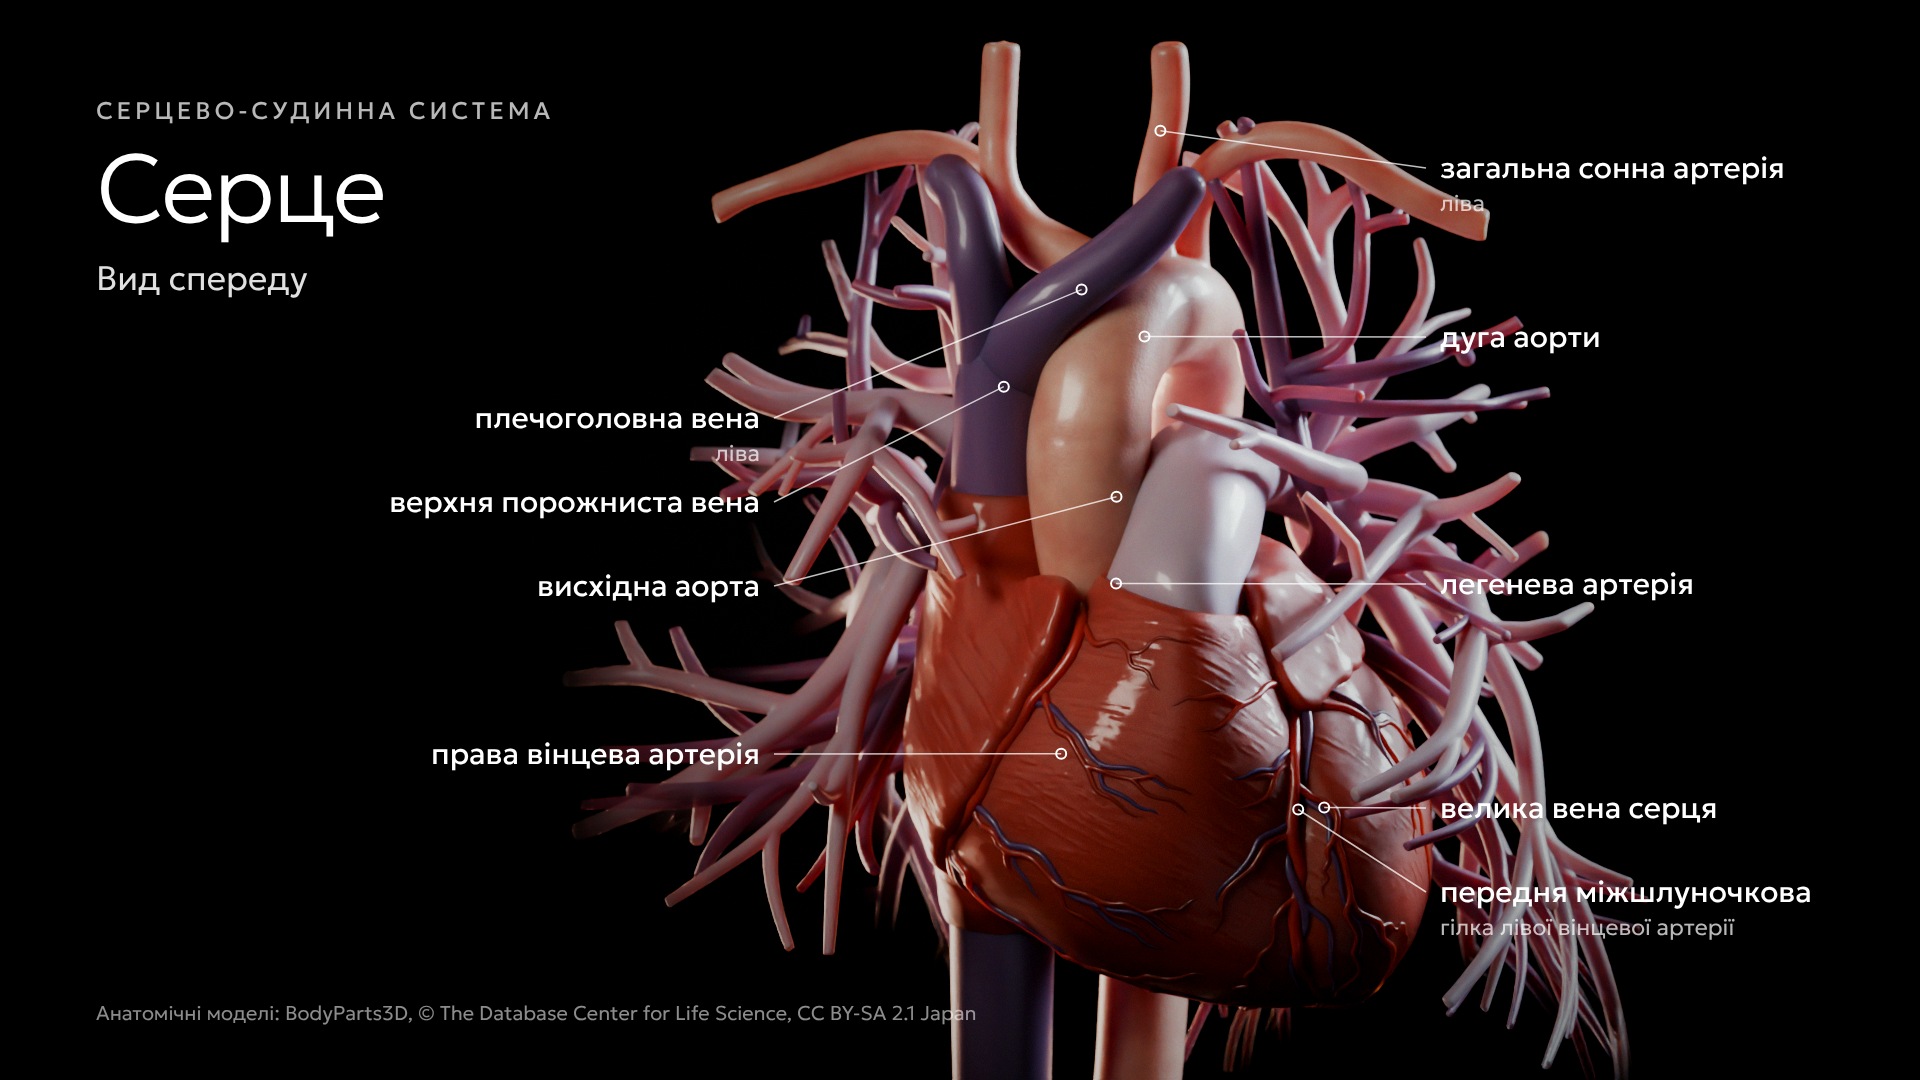 СЕРЦЕВО-СУДИННА СИСТЕМА
Серце
Вид спереду
загальна сонна артерія
ліва
дуга аорти
плечоголовна вена
ліва
верхня порожниста вена
висхідна аорта
легенева артерія
права вінцева артерія
велика вена серця
передня міжшлуночкова
гілка лівої вінцевої артерії
Анатомічні моделі: BodyParts3D, © The Database Center for Life Science, CC BY-SA 2.1 Japan